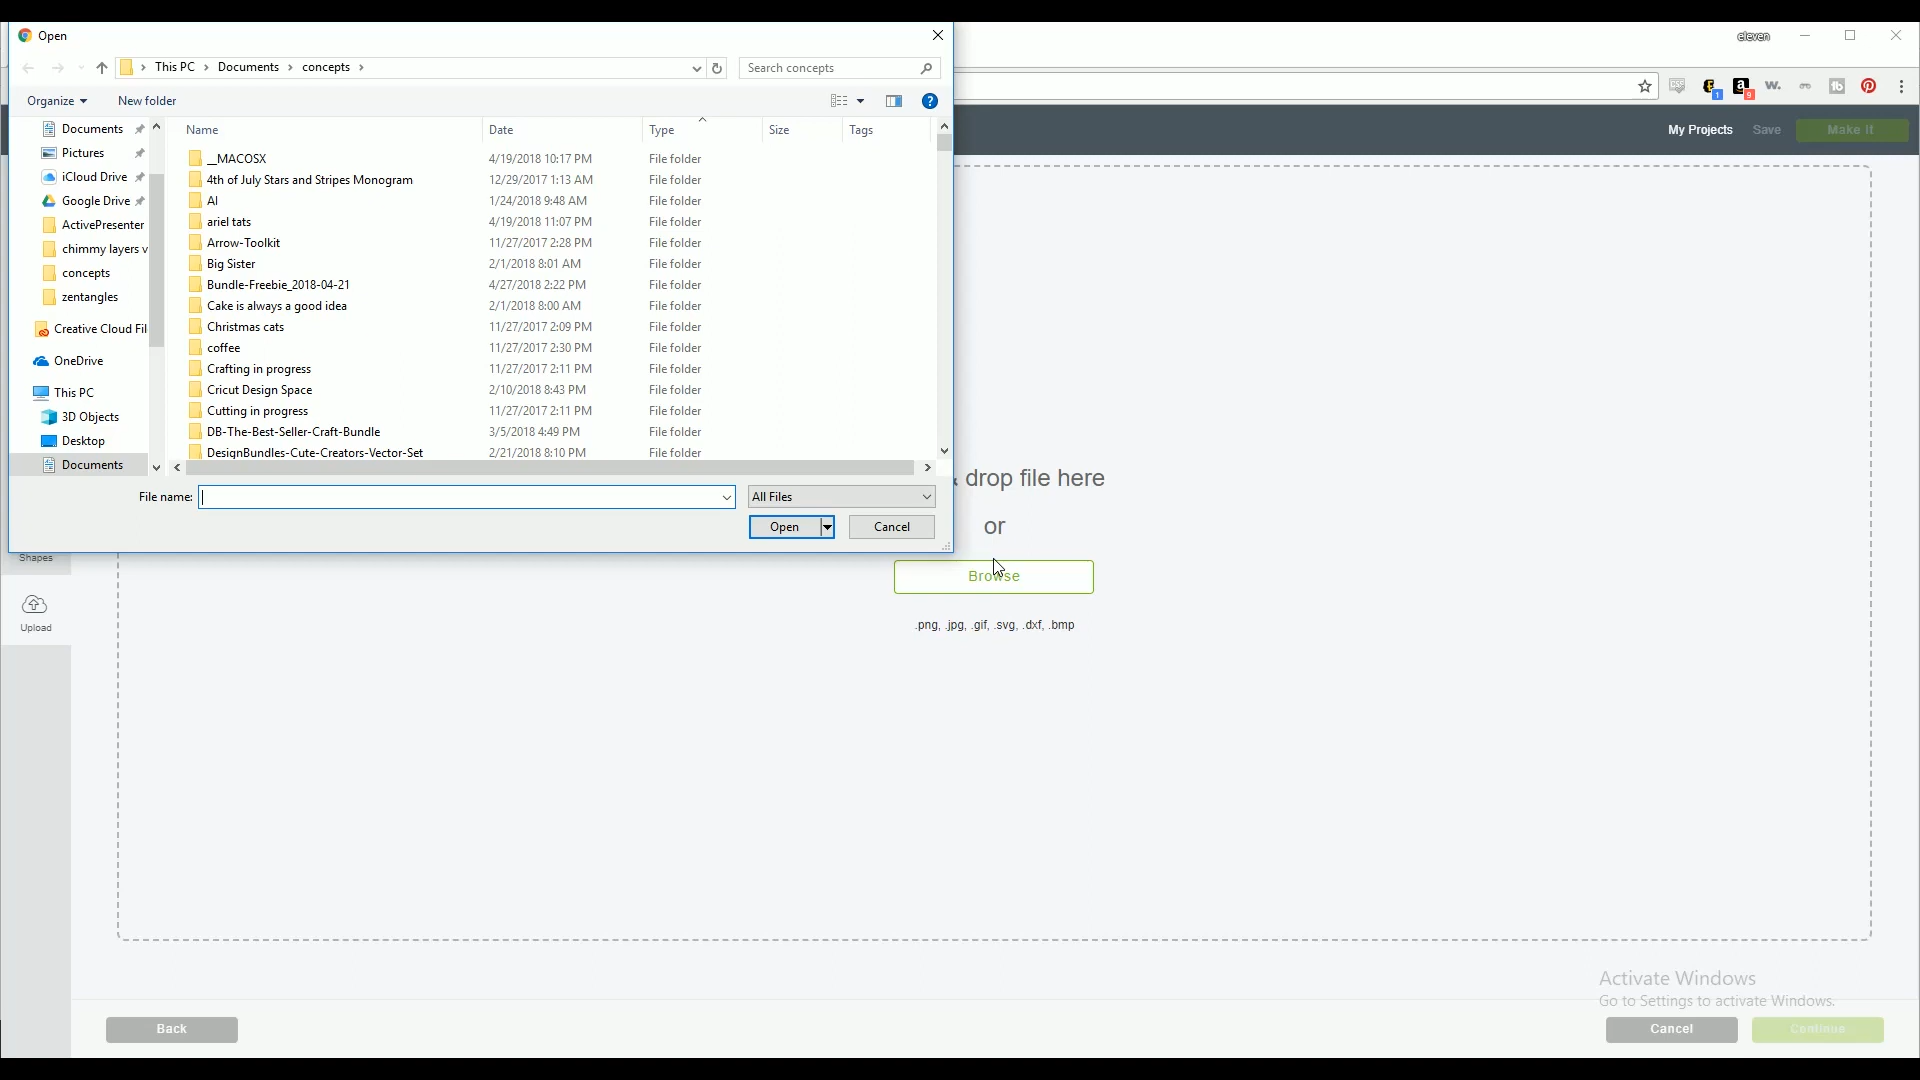 Open
eleven
This PC > Documents > concepts >
Search concepts
Organize
New folder
1
9
My Projects
Save
Make It
Name
Date
Type
Size
Tags
Documents
Pictures
iCloud Drive
Google Drive
ActivePresenter
chimmy layers v
concepts
zentangles
Creative Cloud Fil
OneDrive
This PC
3D Objects
Desktop
Documents
__MACOSX 4/19/2018 10:17 PM File folder
4th of July Stars and Stripes Monogram 12/29/2017 1:13 AM File folder
AI 1/24/2018 9:48 AM File folder
ariel tats 4/19/2018 11:07 PM File folder
Arrow-Toolkit 11/27/2017 2:28 PM File folder
Big Sister 2/1/2018 8:01 AM File folder
Bundle-Freebie_2018-04-21 4/27/2018 2:22 PM File folder
Cake is always a good idea 2/1/2018 8:00 AM File folder
Christmas cats 11/27/2017 2:09 PM File folder
coffee 11/27/2017 2:30 PM File folder
Crafting in progress 11/27/2017 2:11 PM File folder
Cricut Design Space 2/10/2018 8:43 PM File folder
Cutting in progress 11/27/2017 2:11 PM File folder
DB-The-Best-Seller-Craft-Bundle 3/5/2018 4:49 PM File folder
DesignBundles-Cute-Creators-Vector-Set 2/21/2018 8:10 PM File folder
File name:
All Files
Open
Cancel
drop file here
or
Browse
.png, .jpg, .gif, .svg, .dxf, .bmp
Shapes
Upload
Activate Windows
Go to Settings to activate Windows.
Back
Cancel
Continue